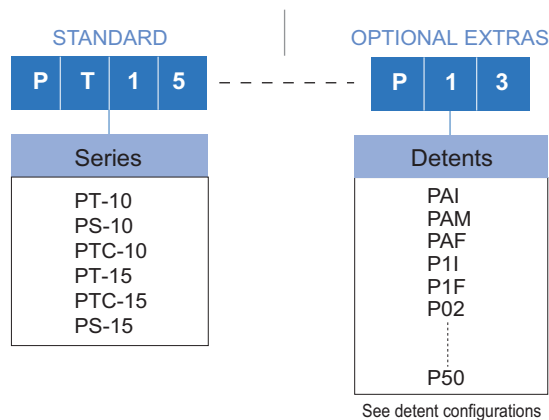 STANDARD
OPTIONAL EXTRAS
P T 1 5
P 1 3
Series
PT-10
PS-10
PTC-10
PT-15
PTC-15
PS-15
Detents
PAI
PAM
PAF
P1I
P1F
P02
P50
See detent configurations